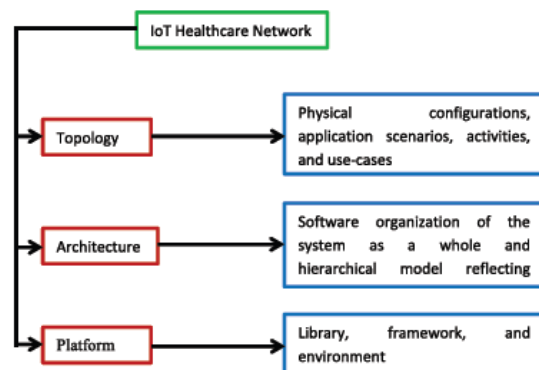 IoT Healthcare Network
Topology
Physical configurations,
application scenarios, activities,
and use-cases
Architecture
Software organization of the
system as a whole and
hierarchical model reflecting
Platform
Library, framework, and
environment